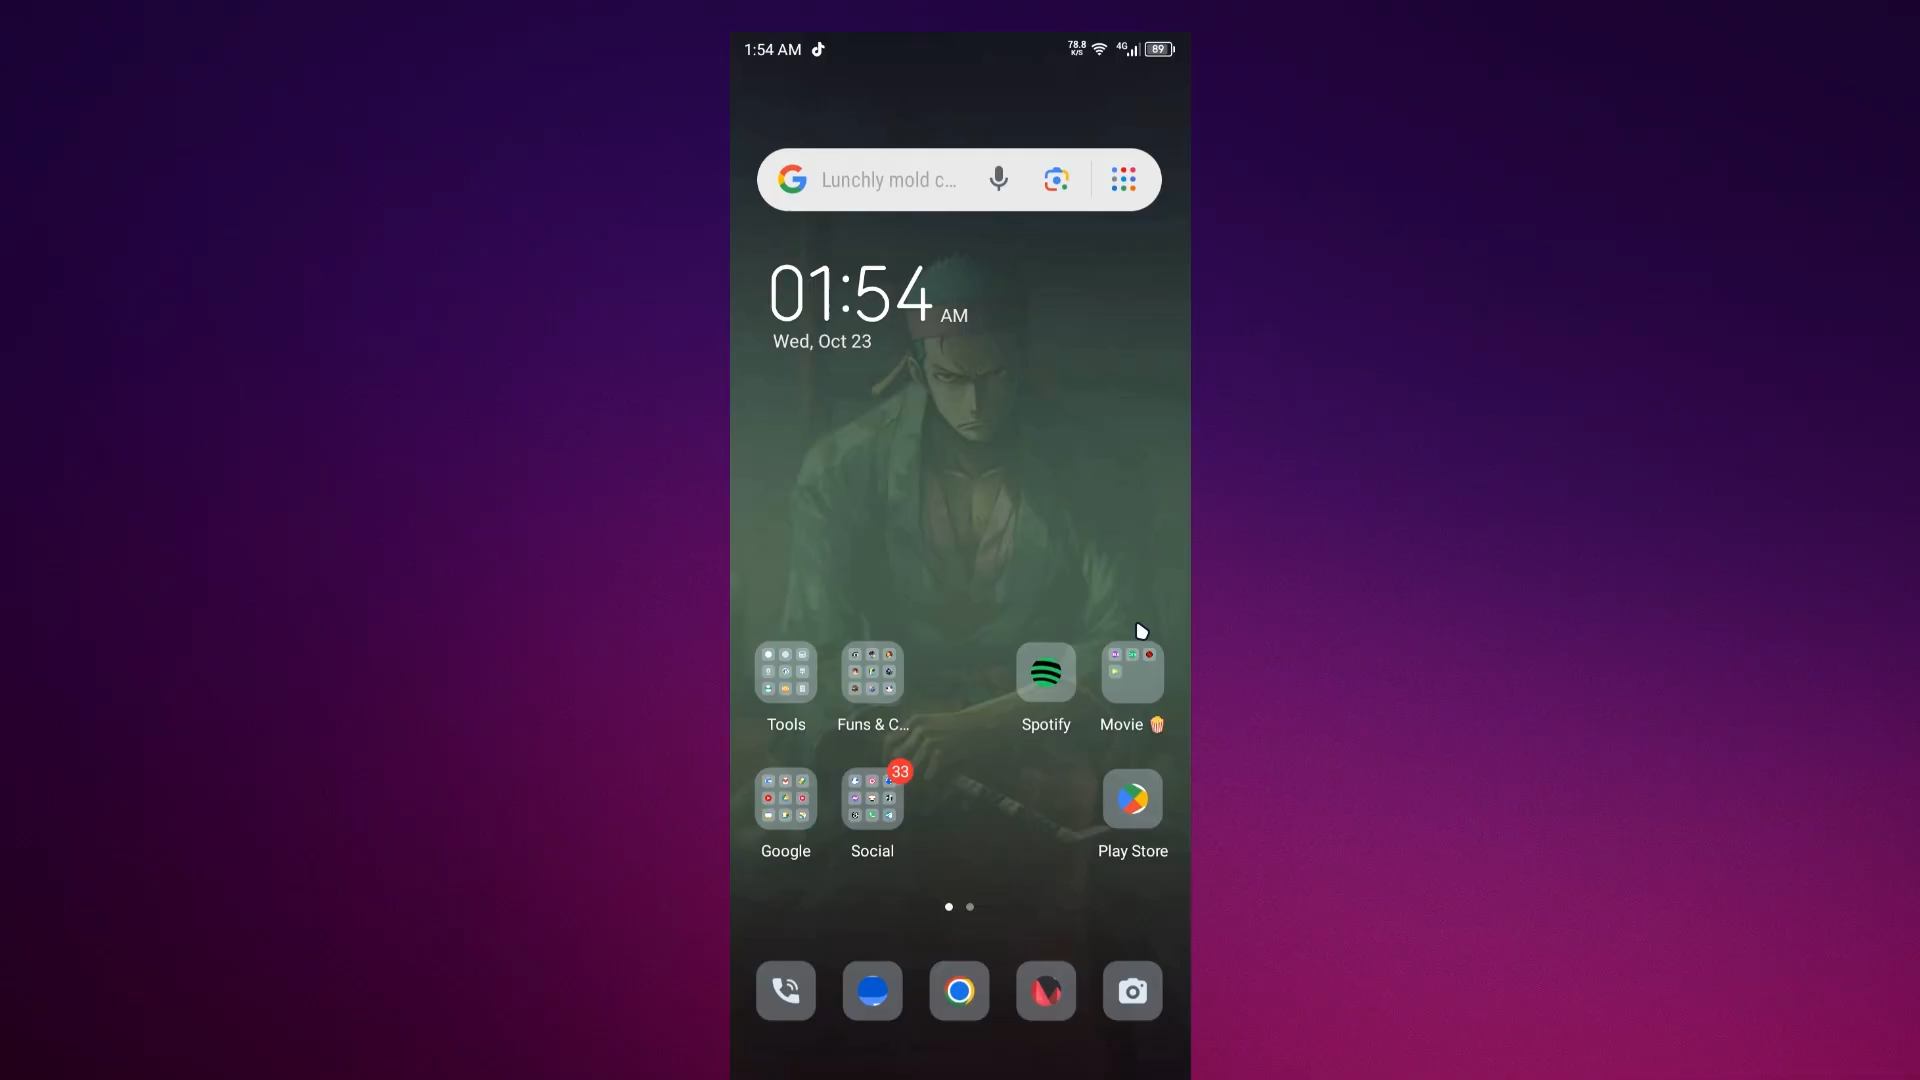 1:54 AM
78.8
K/S
4G
89
Lunchly mold c...
01:54 AM
Wed, Oct 23
Tools
Funs & C...
Spotify
Movie 🍿
33
Google
Social
Play Store